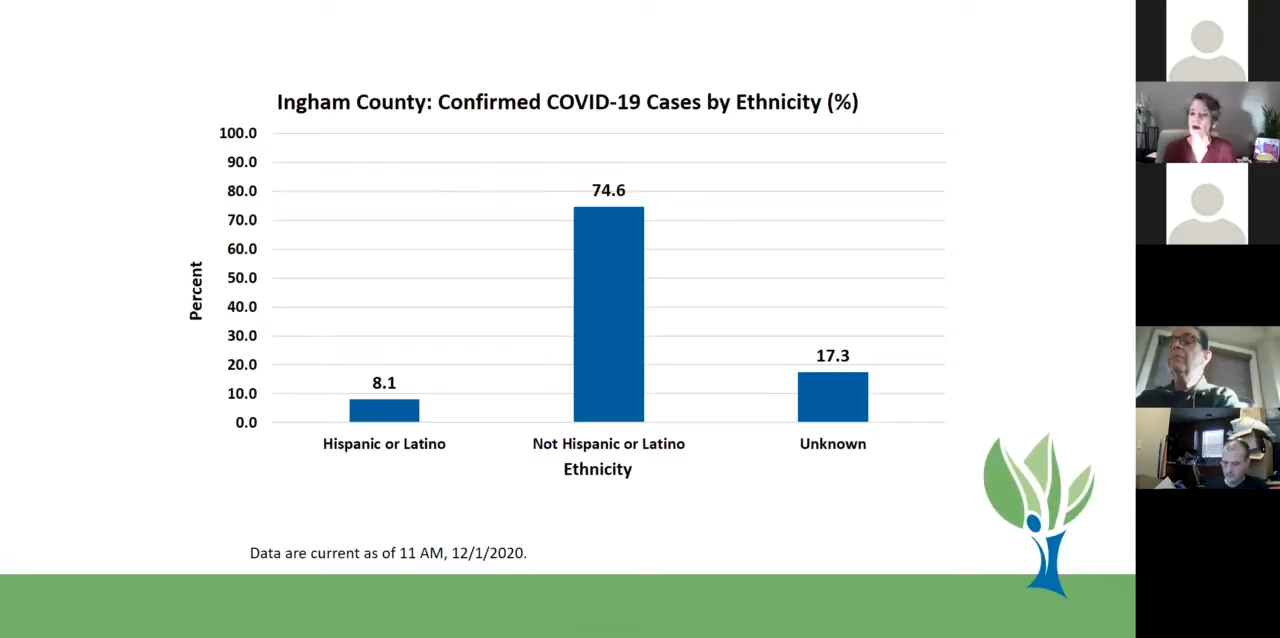 Ingham County: Confirmed COVID-19 Cases by Ethnicity (%)
100.0
90.0
80.0
70.0
60.0
50.0
40.0
30.0
20.0
10.0
0.0
Percent
8.1
74.6
17.3
Hispanic or Latino
Not Hispanic or Latino
Unknown
Ethnicity
Data are current as of 11 AM, 12/1/2020.